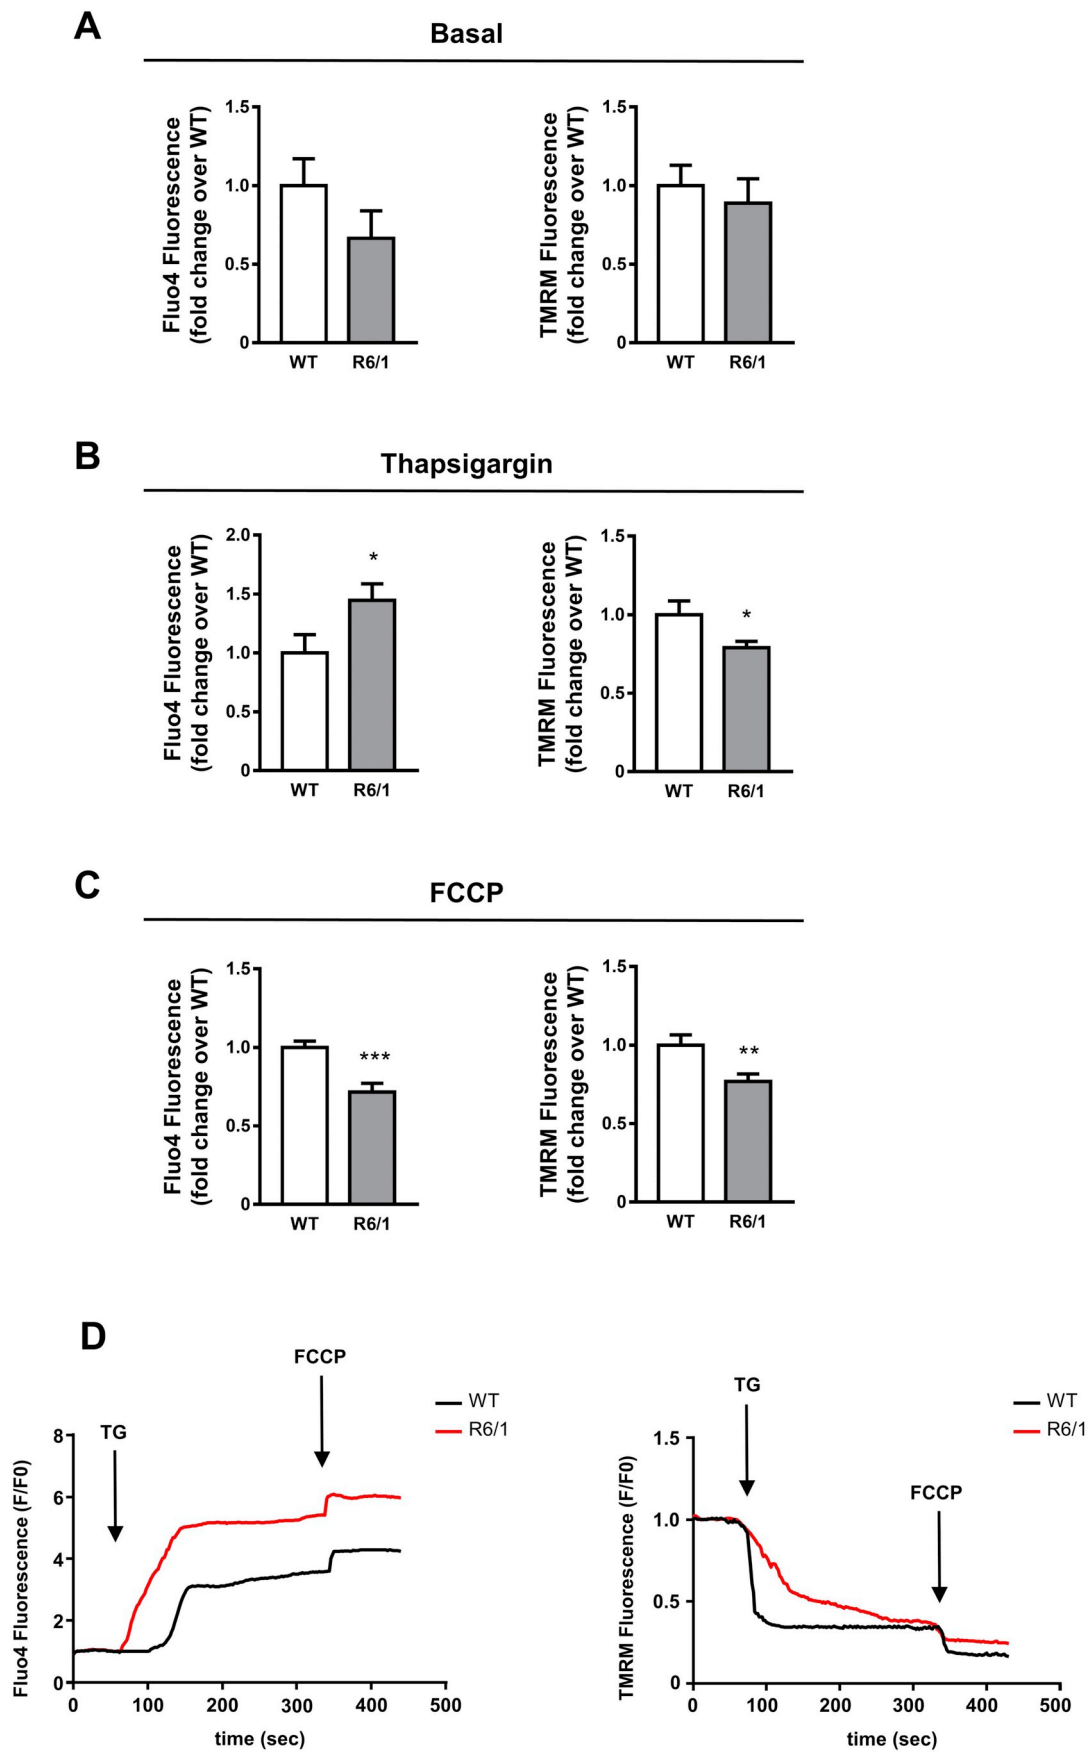 A
Basal
Fluo4 Fluorescence
(fold change over WT)
1.5
1.0
0.5
0
WT R6/1
TMRM Fluorescence
(fold change over WT)
1.5
1.0
0.5
0
WT R6/1
B
Thapsigargin
Fluo4 Fluorescence
(fold change over WT)
2.0
1.5
1.0
0.5
0
*
WT R6/1
TMRM Fluorescence
(fold change over WT)
1.5
1.0
0.5
0
*
WT R6/1
C
FCCP
Fluo4 Fluorescence
(fold change over WT)
1.5
1.0
0.5
0
***
WT R6/1
TMRM Fluorescence
(fold change over WT)
1.5
1.0
0.5
0
**
WT R6/1
D
FCCP
TG
WT
R6/1
Fluo4 Fluorescence (F/F0)
8
6
4
2
0
0 100 200 300 400 500
time (sec)
TG
FCCP
WT
R6/1
TMRM Fluorescence (F/F0)
1.5
1.0
0.5
0
0 100 200 300 400 500
time (sec)